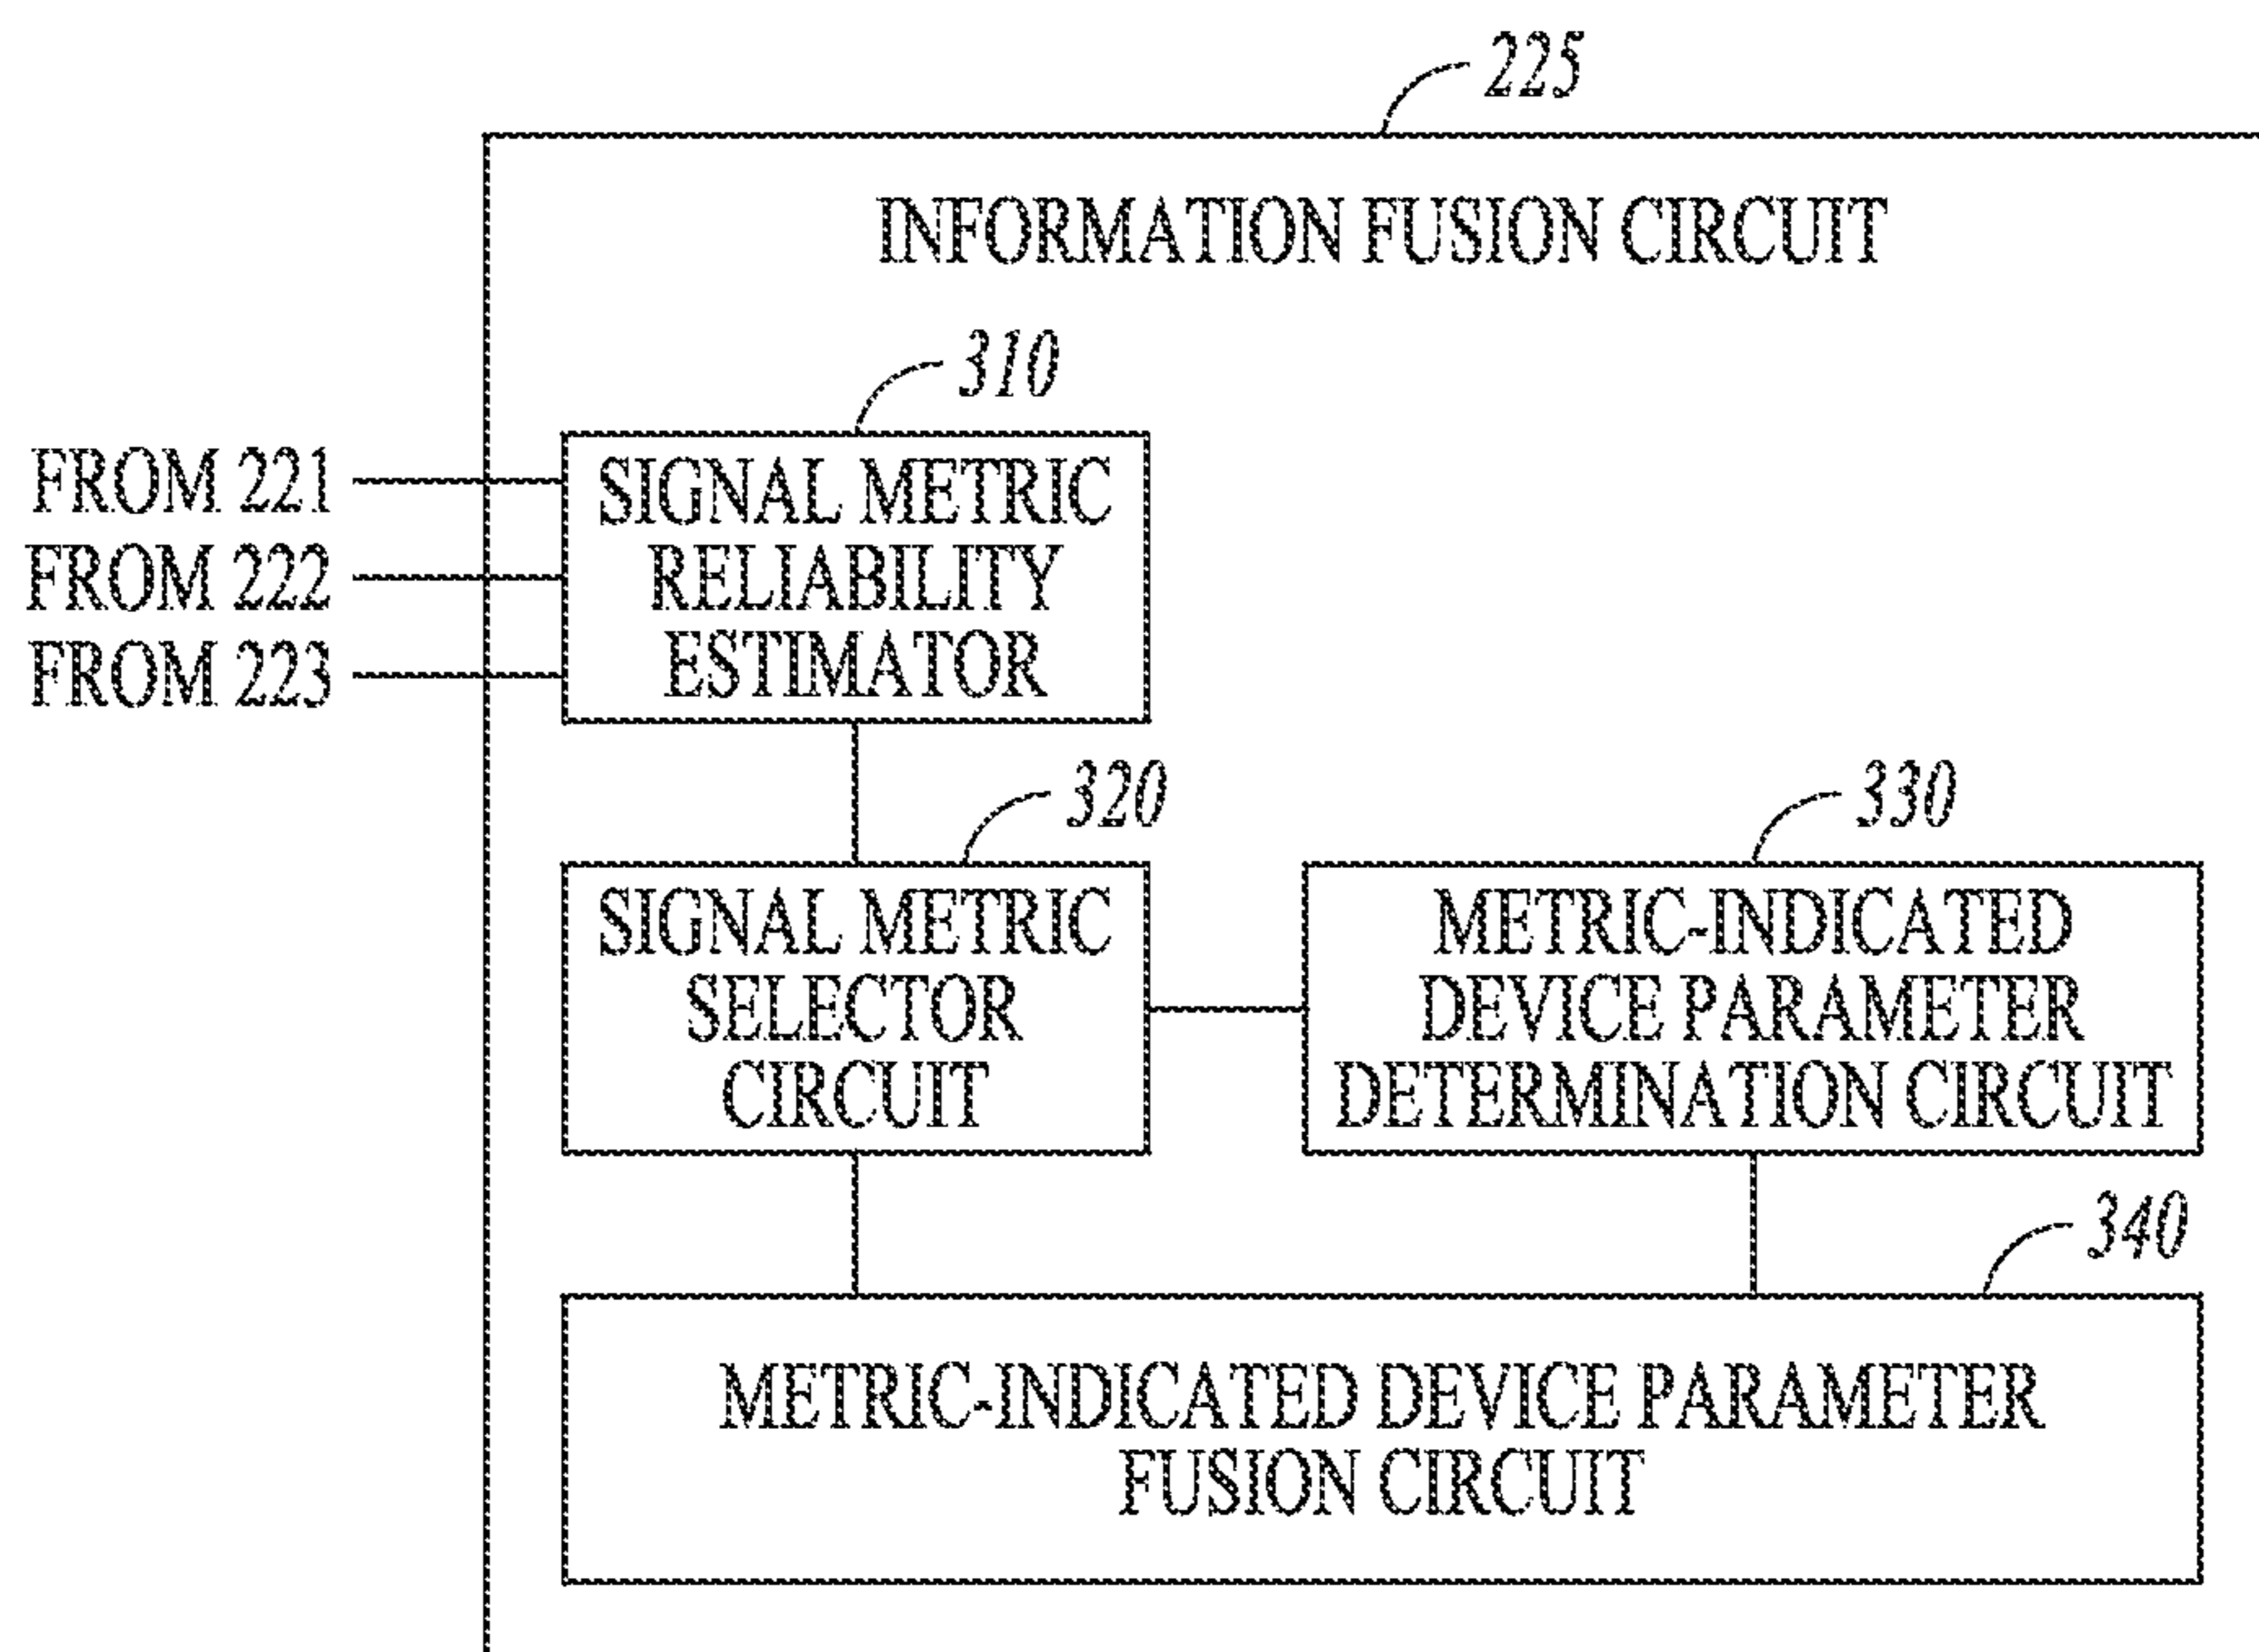 225
INFORMATION FUSION CIRCUIT
310
FROM 221
FROM 222
FROM 223
SIGNAL METRIC
RELIABILITY
ESTIMATOR
320
330
SIGNAL METRIC
SELECTOR
CIRCUIT
METRIC-INDICATED
DEVICE PARAMETER
DETERMINATION CIRCUIT
340
METRIC-INDICATED DEVICE PARAMETER
FUSION CIRCUIT